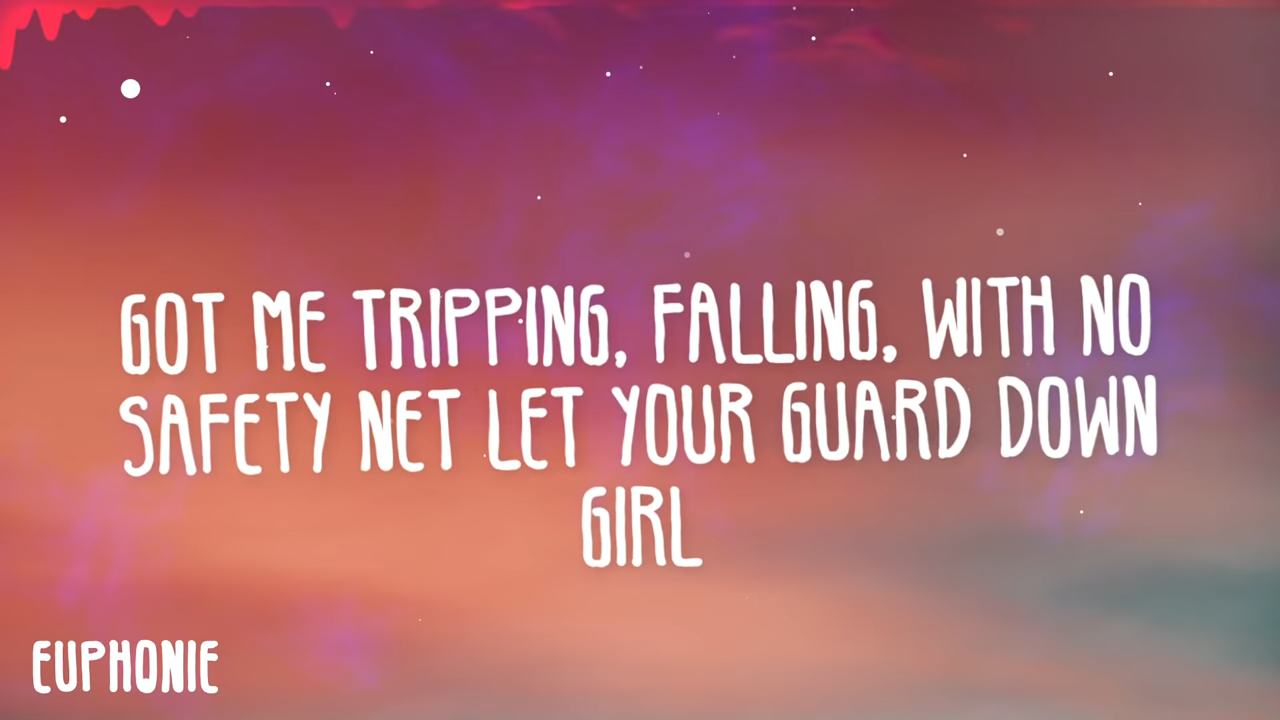 GOT ME TRIPPING, FALLING, WITH NO
SAFETY NET LET YOUR GUARD DOWN
GIRL
EUPHONIE